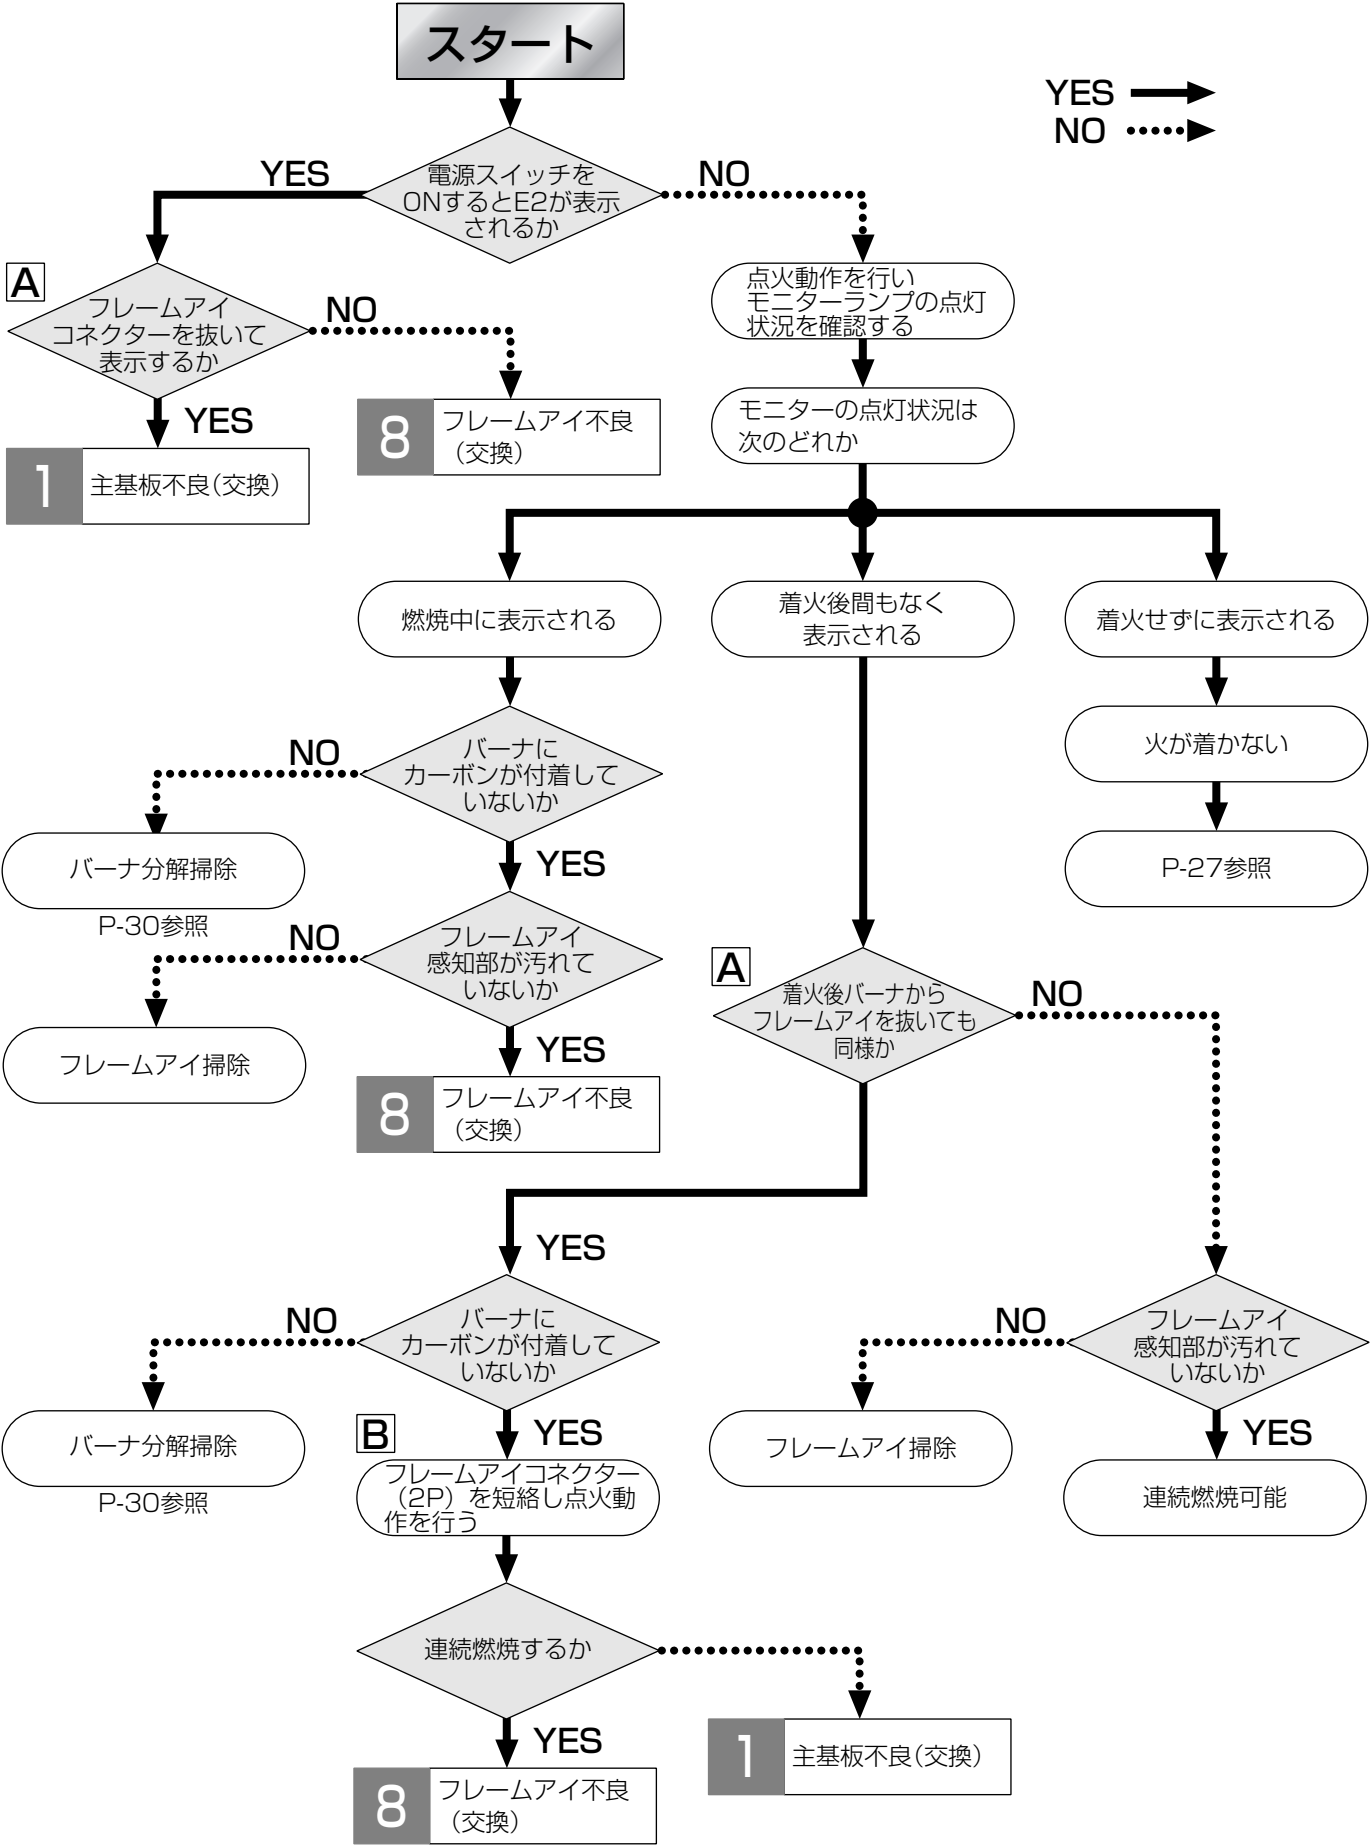 スタート
YES
NO
電源スイッチを
ONするとE2が表示
されるか
YES
NO
A
フレームアイ
コネクターを抜いて
表示するか
NO
YES
1
主基板不良（交換）
8
フレームアイ不良
（交換）
点火動作を行い
モニターランプの点灯
状況を確認する
モニターの点灯状況は
次のどれか
燃焼中に表示される
着火後間もなく
表示される
着火せずに表示される
火が着かない
P-27参照
バーナに
カーボンが付着して
いないか
NO
YES
バーナ分解掃除
P-30参照
フレームアイ
感知部が汚れて
いないか
NO
YES
フレームアイ掃除
8
フレームアイ不良
（交換）
A
着火後バーナから
フレームアイを抜いても
同様か
NO
YES
バーナに
カーボンが付着して
いないか
NO
YES
バーナ分解掃除
P-30参照
B
フレームアイコネクター
（2P）を短絡し点火動
作を行う
連続燃焼するか
YES
8
フレームアイ不良
（交換）
1
主基板不良（交換）
フレームアイ
感知部が汚れて
いないか
NO
YES
フレームアイ掃除
連続燃焼可能